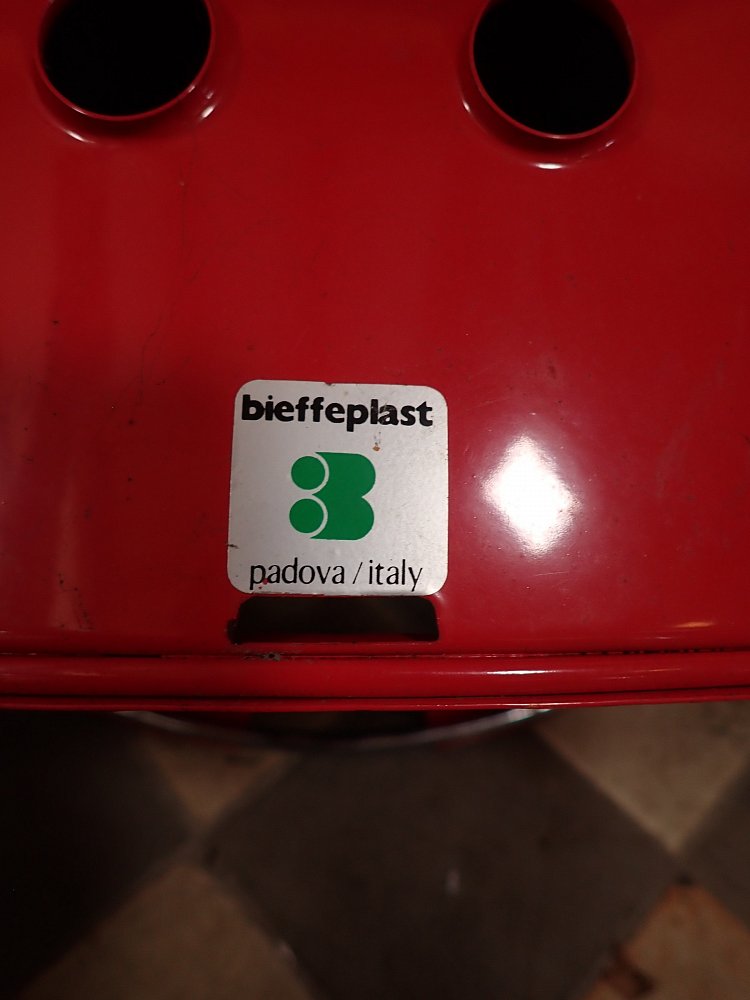 bieffeplast
padova / italy